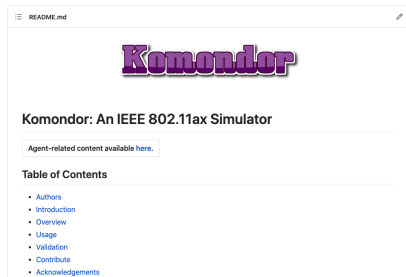 README.md
Komondor
Komondor: An IEEE 802.11ax Simulator
Agent-related content available here.
Table of Contents
Authors
Introduction
Overview
Usage
Validation
Contribute
Acknowledgements